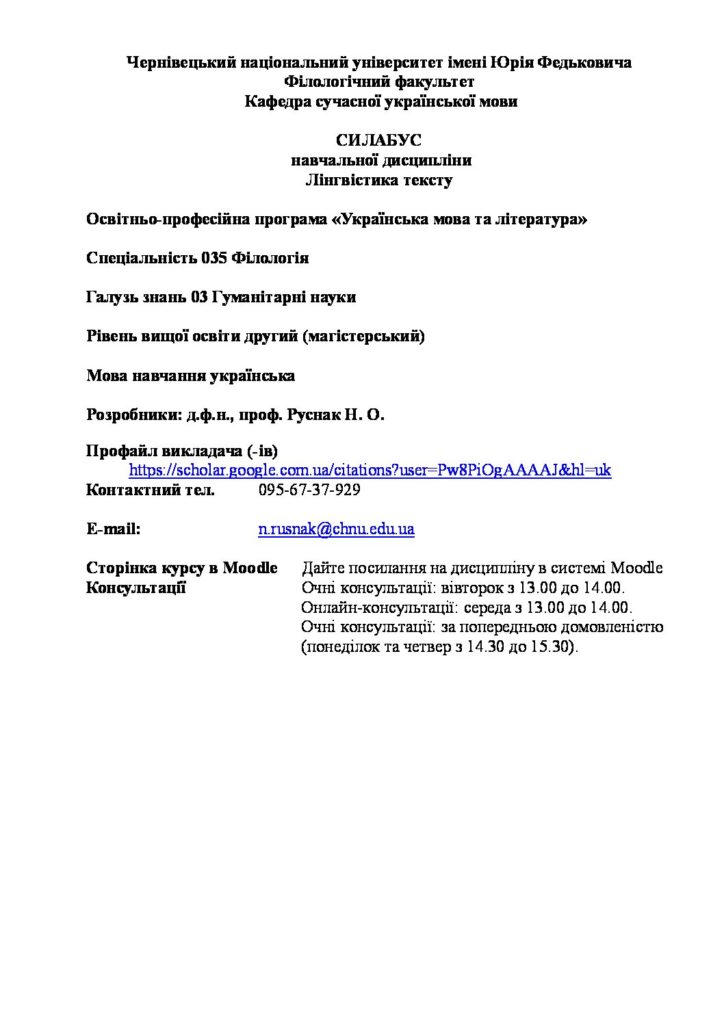 Чернівецький національний університет імені Юрія Федьковича
Філологічний факультет
Кафедра сучасної української мови
СИЛАБУС
навчальної дисципліни
Лінгвістика тексту
Освітньо-професійна програма «Українська мова та література»
Спеціальність 035 Філологія
Галузь знань 03 Гуманітарні науки
Рівень вищої освіти другий (магістерський)
Мова навчання українська
Розробники: д.ф.н., проф. Руснак Н. О.
Профайл викладача (-ів)
https://scholar.google.com.ua/citations?user=Pw8PiOgAAAAJ&hl=uk
Контактний тел. 095-67-37-929
E-mail: n.rusnak@chnu.edu.ua
Сторінка курсу в Moodle Дайте посилання на дисципліну в системі Moodle
Консультації Очні консультації: вівторок з 13.00 до 14.00.
Онлайн-консультації: середа з 13.00 до 14.00.
Очні консультації: за попередньою домовленістю
(понеділок та четвер з 14.30 до 15.30).